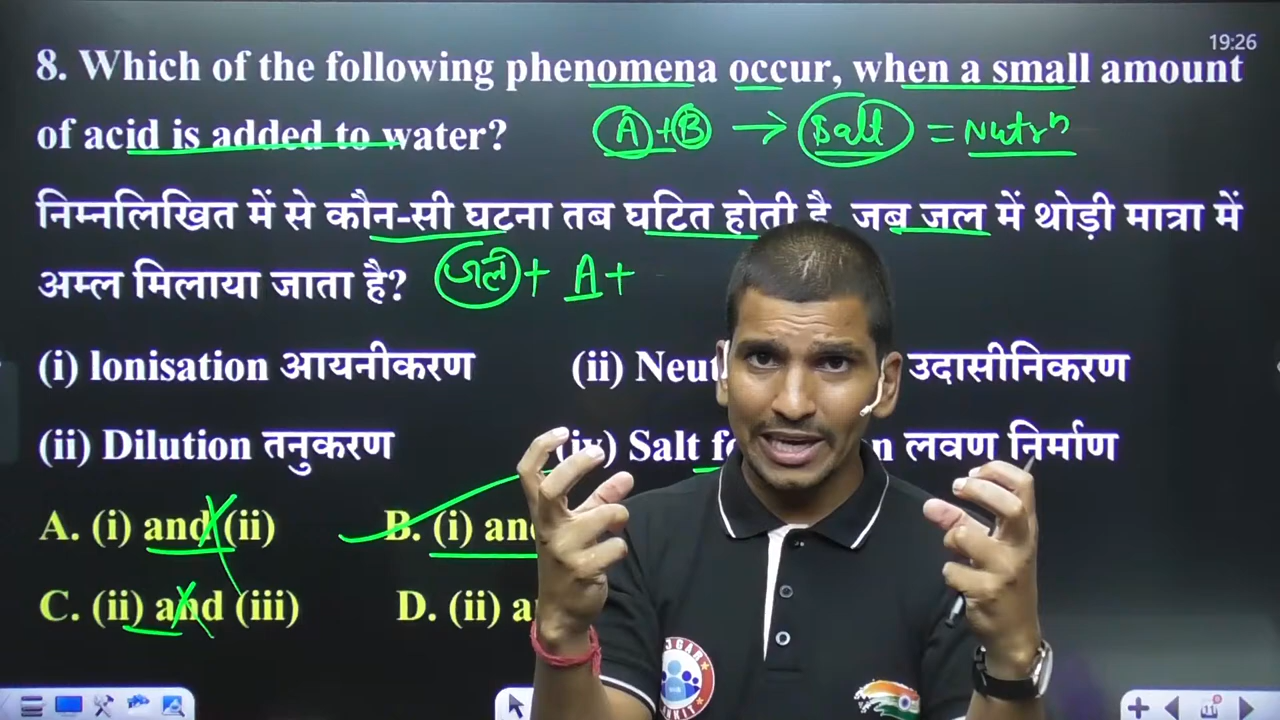 19:26
8. Which of the following phenomena occur, when a small amount
of acid is added to water?
A + B → Salt = Nutrn
निम्नलिखित में से कौन-सी घटना तब घटित होती है, जब जल में थोड़ी मात्रा में
अम्ल मिलाया जाता है? जल + A +
(i) Ionisation आयनीकरण (ii) उदासीनिकरण
(ii) Dilution तनुकरण (iv) Salt लवण निर्माण
A. (i) and (ii) B. (i)
C. (ii) and (iii) D. (ii)